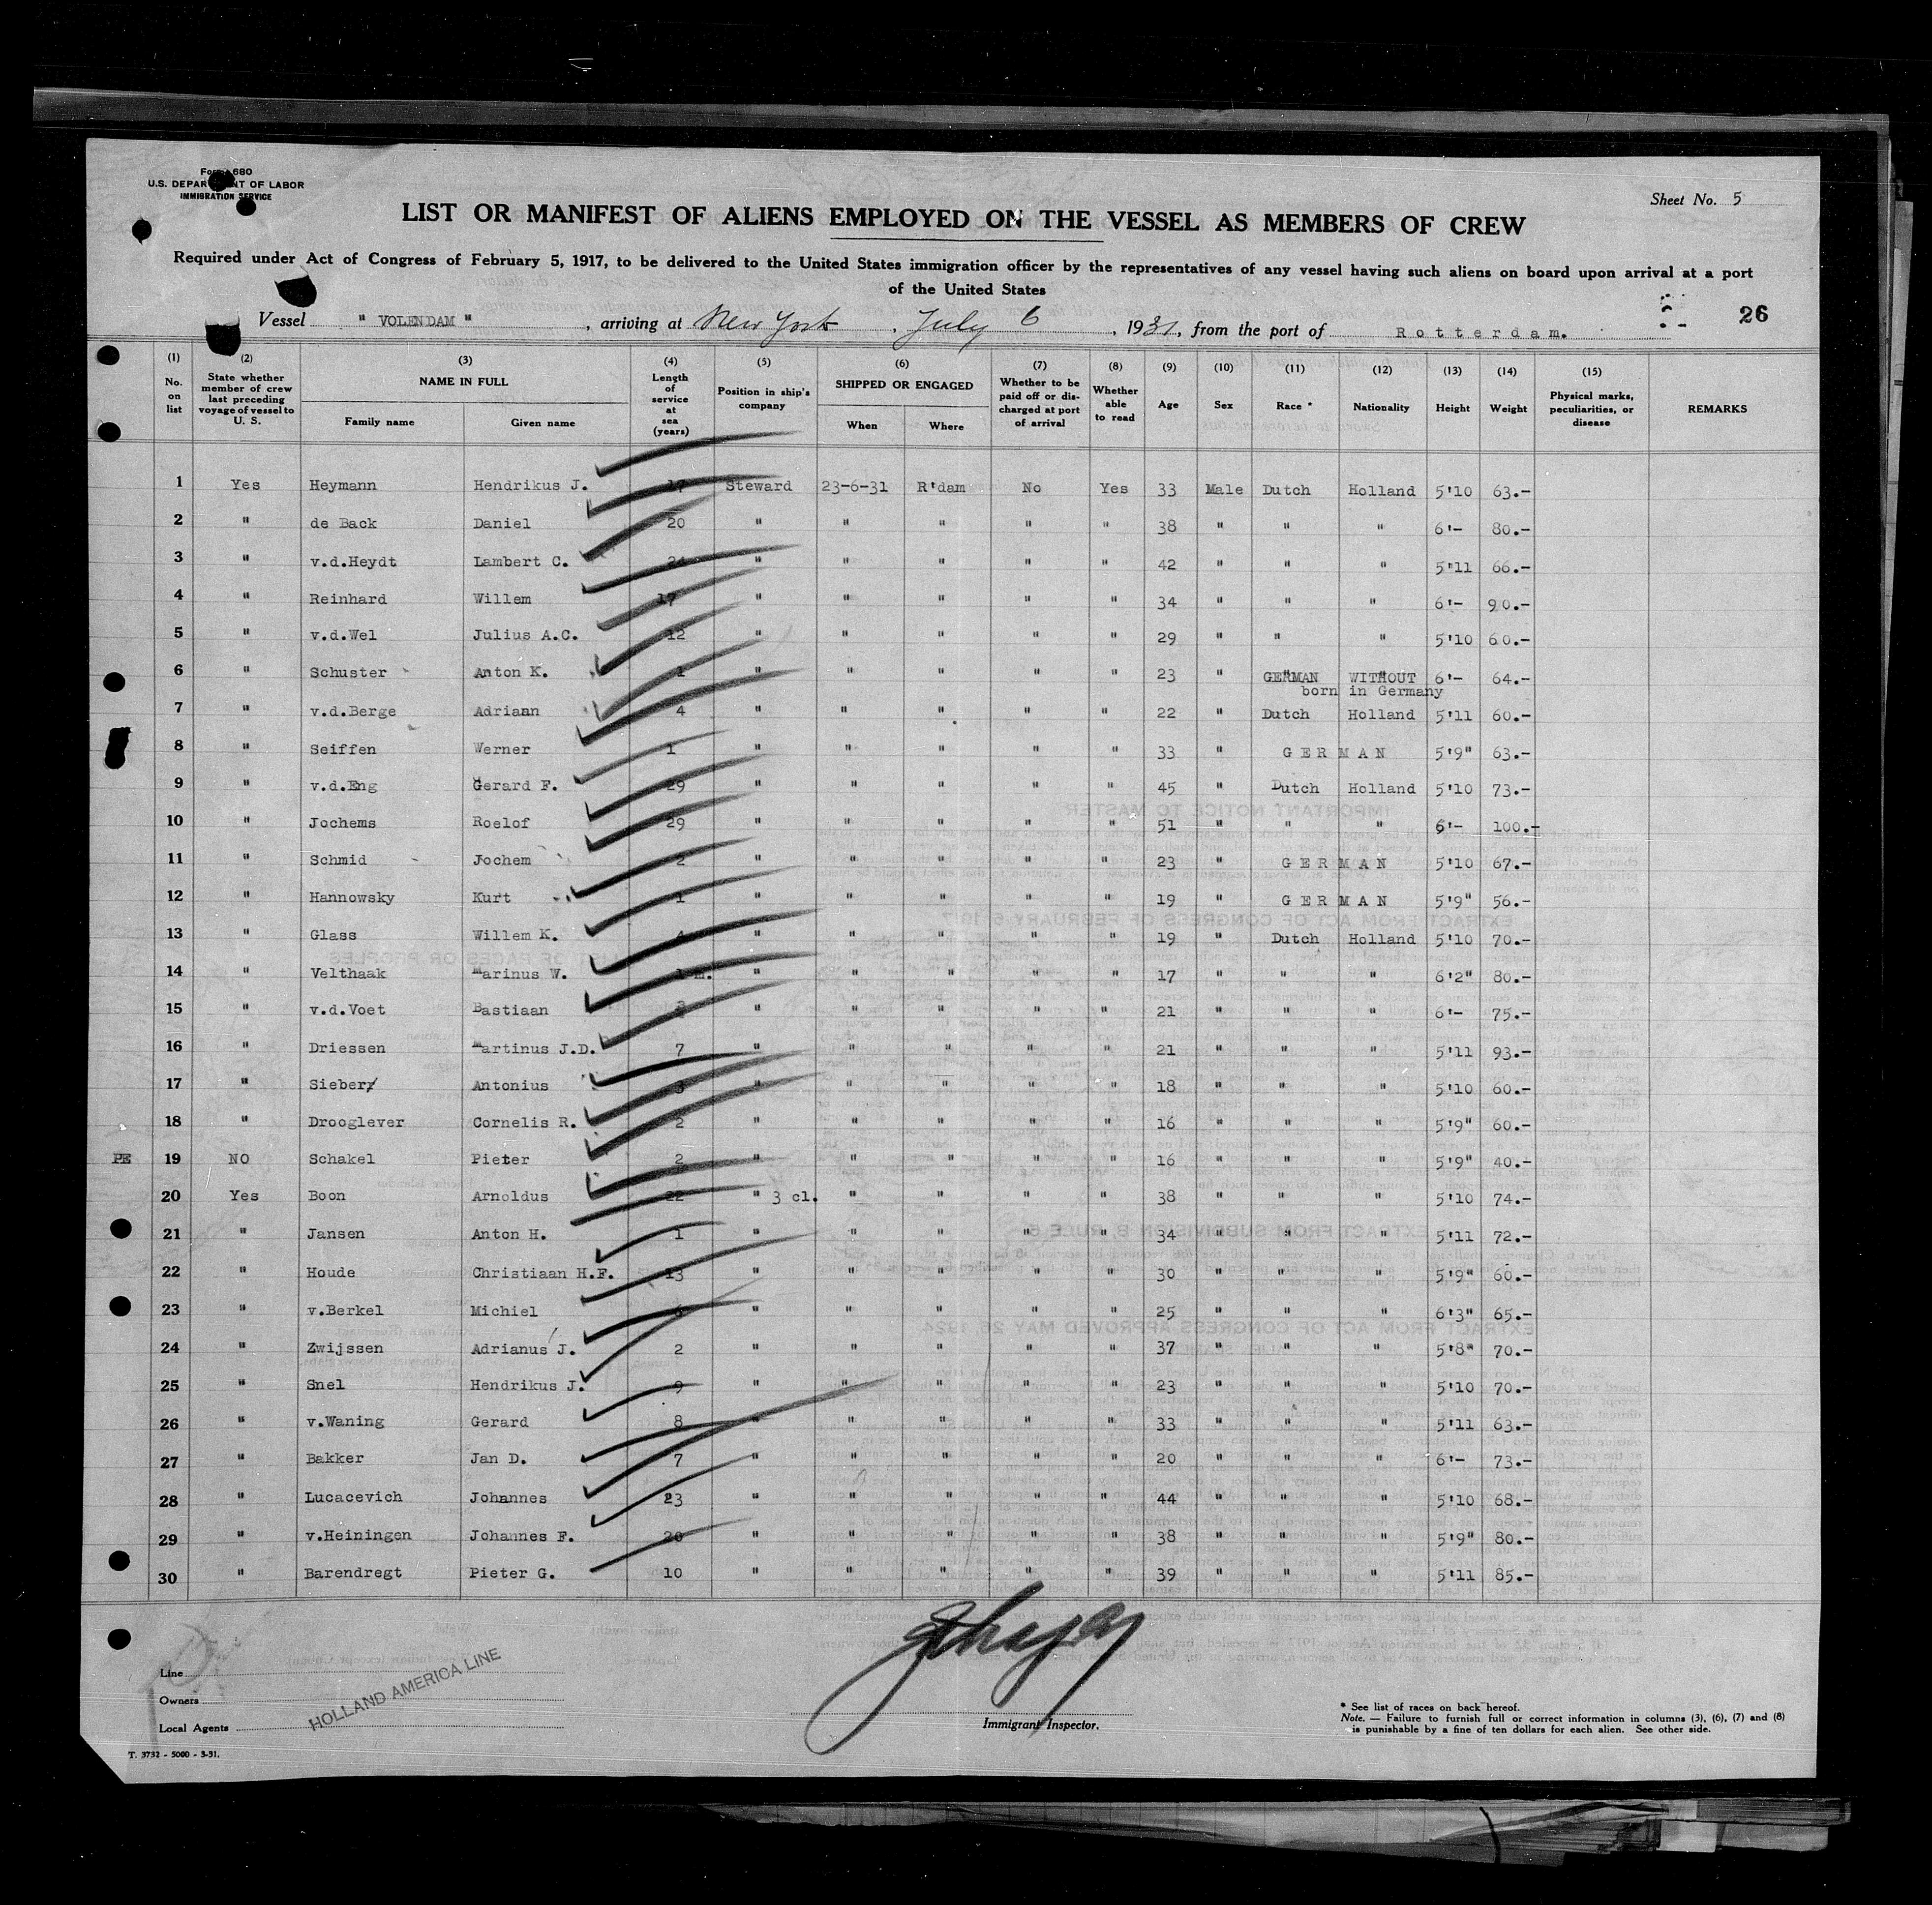 Form 680
U.S. DEPARTMENT OF LABOR
IMMIGRATION SERVICE
Sheet No. 5
LIST OR MANIFEST OF ALIENS EMPLOYED ON THE VESSEL AS MEMBERS OF CREW
Required under Act of Congress of February 5, 1917, to be delivered to the United States immigration officer by the representatives of any vessel having such aliens on board upon arrival at a port
of the United States
Vessel " VOLENDAM " , arriving at New York , July 6 , 1931, from the port of Rotterdam.
26
(1) No. on list (2) State whether member of crew last preceding voyage of vessel to U. S. (3) NAME IN FULL Family name Given name (4) Length of service at sea (years) (5) Position in ship's company (6) SHIPPED OR ENGAGED When Where (7) Whether to be paid off or discharged at port of arrival (8) Whether able to read (9) Age (10) Sex (11) Race * (12) Nationality (13) Height (14) Weight (15) Physical marks, peculiarities, or disease REMARKS
1 Yes Heymann Hendrikus J. 17 Steward 23-6-31 R'dam No Yes 33 Male Dutch Holland 5'10 63.-
2 " de Back Daniel 20 " " " " " 38 " " " 6'- 80.-
3 " v.d.Heydt Lambert C. 24 " " " " " 42 " " " 5'11 66.-
4 " Reinhard Willem 17 " " " " " 34 " " " 6'- 90.-
5 " v.d.Wel Julius A.C. 12 " " " " " 29 " " " 5'10 60.-
6 " Schuster Anton K. 1 " " " " " 23 " GERMAN WITHOUT 6'- 64.-
born in Germany
7 " v.d.Berge Adriaan 4 " " " " " 22 " Dutch Holland 5'11 60.-
8 " Seiffen Werner 1 " " " " " 33 " GERMAN 5'9" 63.-
9 " v.d.Eng Gerard F. 29 " " " " " 45 " Dutch Holland 5'10 73.-
10 " Jochems Roelof 29 " " " " " 51 " " " 6'- 100.-
11 " Schmid Jochem 2 " " " " " 23 " GERMAN 5'10 67.-
12 " Hannowsky Kurt 1 " " " " " 19 " GERMAN 5'9" 56.-
13 " Glass Willem K. 4 " " " " " 19 " Dutch Holland 5'10 70.-
14 " Velthaak Marinus W. 1 m. " " " " " 17 " " " 6'2" 80.-
15 " v.d.Voet Bastiaan " " " " " 21 " " " 6'- 75.-
16 " Driessen Martinus J.D. 7 " " " " " 21 " " " 5'11 93.-
17 " Sieber Antonius 3 " " " " " 18 " " " 5'10 60.-
18 " Drooglever Cornelis R. 2 " " " " " 16 " " " 5'9" 60.-
PE 19 NO Schakel Pieter 2 " " " " " 16 " " " 5'9" 40.-
20 Yes Boon Arnoldus 22 " 3 cl. " " " " 38 " " " 5'10 74.-
21 " Jansen Anton H. 1 " " " " " 34 " " " 5'11 72.-
22 " Houde Christiaan H.F. 13 " " " " " 30 " " " 5'9" 60.-
23 " v.Berkel Michiel 6 " " " " " 25 " " " 6'3" 65.-
24 " Zwijssen Adrianus J. 2 " " " " " 37 " " " 5'8" 70.-
25 " Snel Hendrikus J. 9 " " " " " 23 " " " 5'10 70.-
26 " v.Waning Gerard 8 " " " " " 33 " " " 5'11 63.-
27 " Bakker Jan D. 7 " " " " " 20 " " " 6'- 73.-
28 " Lucacevich Johannes 23 " " " " " 44 " " " 5'10 68.-
29 " v.Heiningen Johannes F. 20 " " " " " 38 " " " 5'9" 80.-
30 " Barendregt Pieter G. 10 " " " " " 39 " " " 5'11 85.-
Line
Owners
Local Agents
HOLLAND AMERICA LINE
Immigrant Inspector.
* See list of races on back hereof.
Note. — Failure to furnish full or correct information in columns (3), (6), (7) and (8)
is punishable by a fine of ten dollars for each alien. See other side.
T. 3732 - 5000 - 3-31.